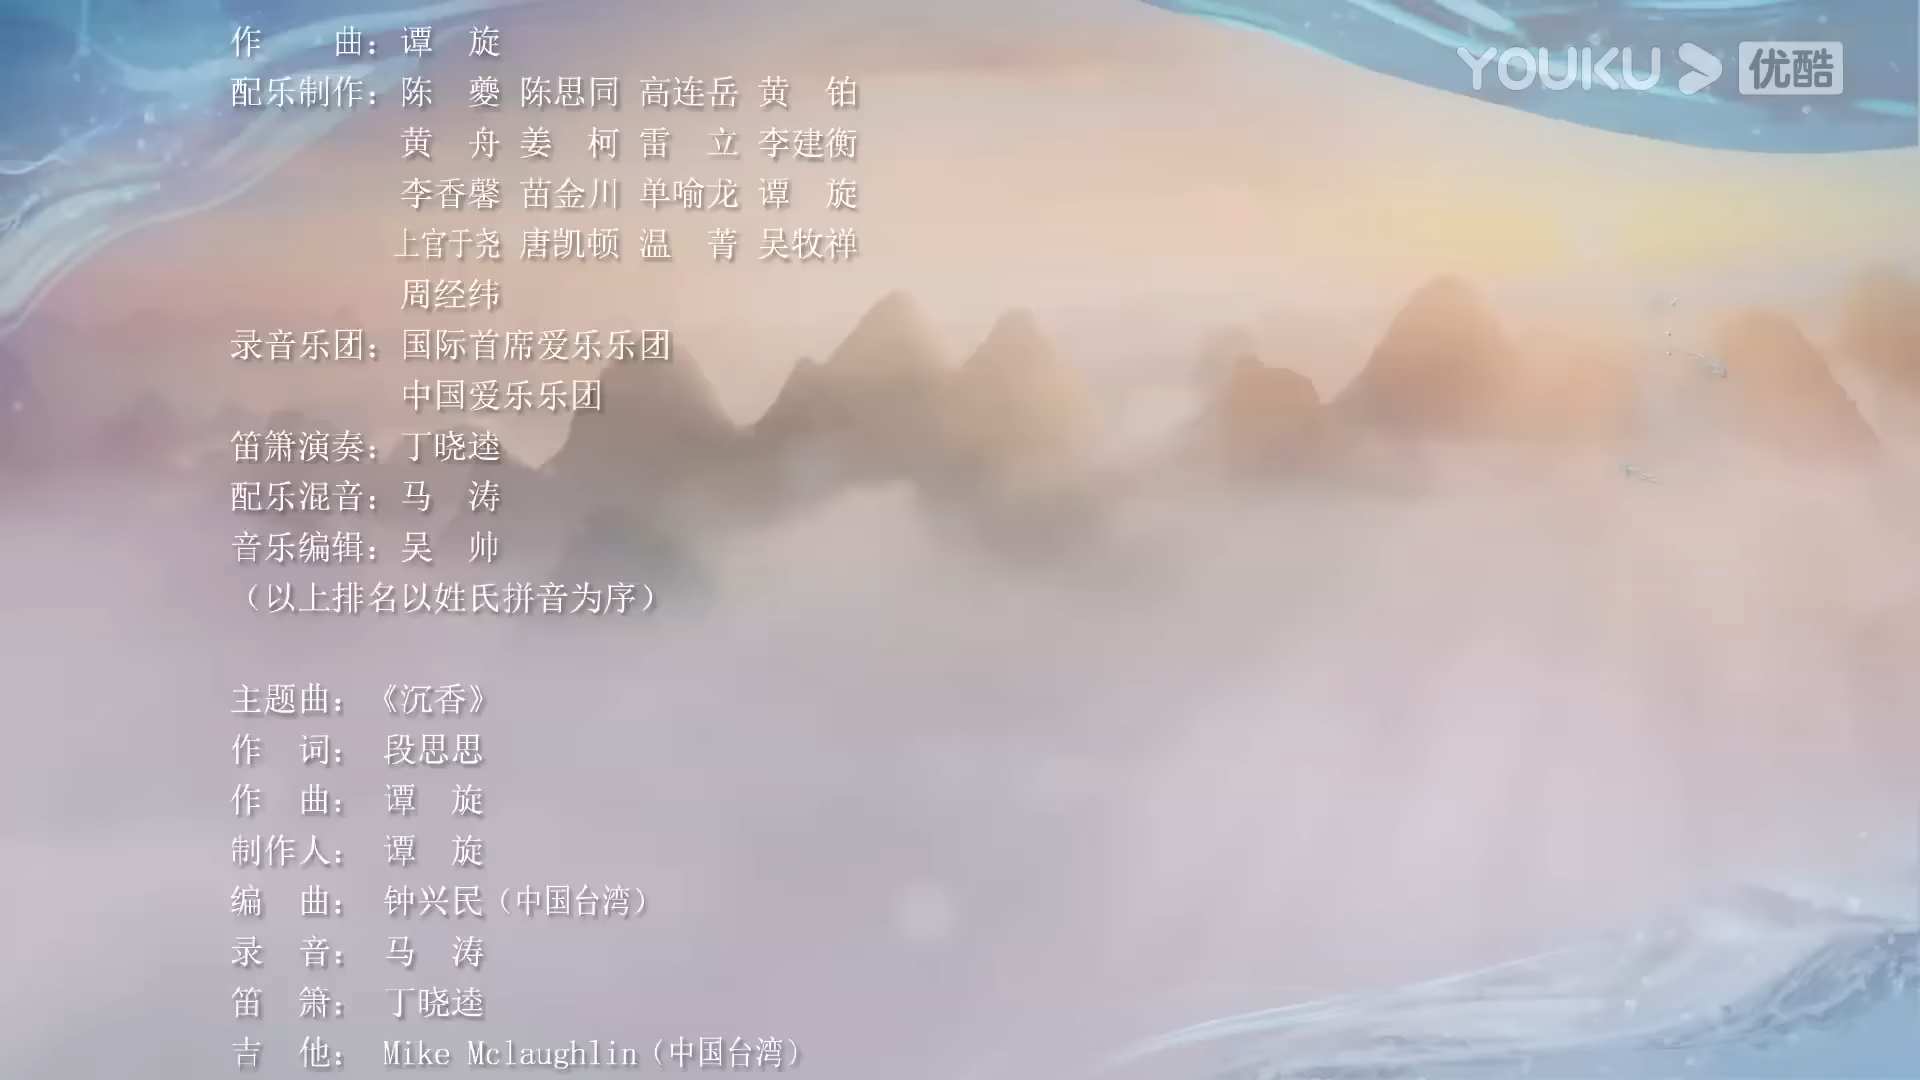 YOUKU 优酷
作 曲：谭 旋
配乐制作：陈 夔 陈思同 高连岳 黄 铂
黄 舟 姜 柯 雷 立 李建衡
李香馨 苗金川 单喻龙 谭 旋
上官于尧 唐凯顿 温 菁 吴牧禅
周经纬
录音乐团：国际首席爱乐乐团
中国爱乐乐团
笛箫演奏：丁晓逵
配乐混音：马 涛
音乐编辑：吴 帅
（以上排名以姓氏拼音为序）
主题曲：《沉香》
作 词：段思思
作 曲：谭 旋
制作人：谭 旋
编 曲：钟兴民（中国台湾）
录 音：马 涛
笛 箫：丁晓逵
吉 他：Mike Mclaughlin（中国台湾）